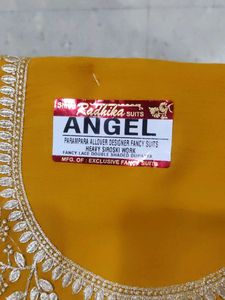 Radhika SUITS
ANGEL
PARAMPARA ALLOVER DESIGNER FANCY SUITS
HEAVY SIROSKI WORK
FANCY LACE DOUBLE SHADED DUPATTA
MFG. OF : EXCLUSIVE FANCY SUITS